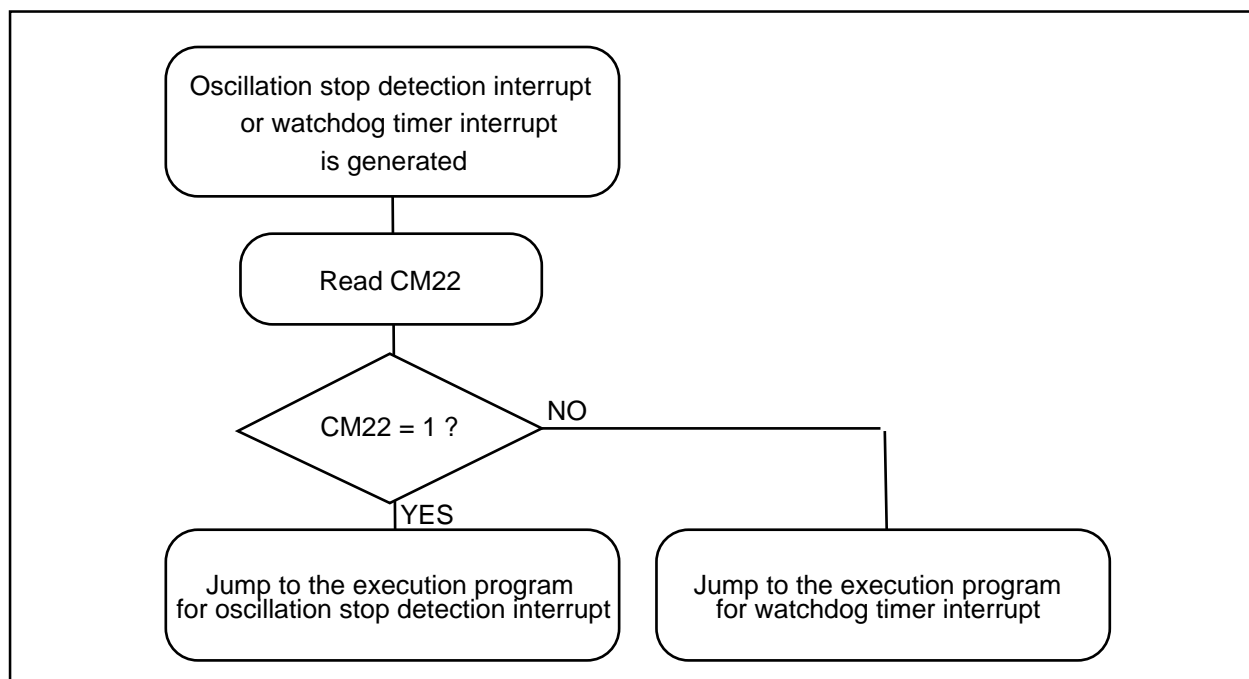 Oscillation stop detection interrupt
or watchdog timer interrupt
is generated
Read CM22
CM22 = 1 ?
NO
YES
Jump to the execution program
for oscillation stop detection interrupt
Jump to the execution program
for watchdog timer interrupt